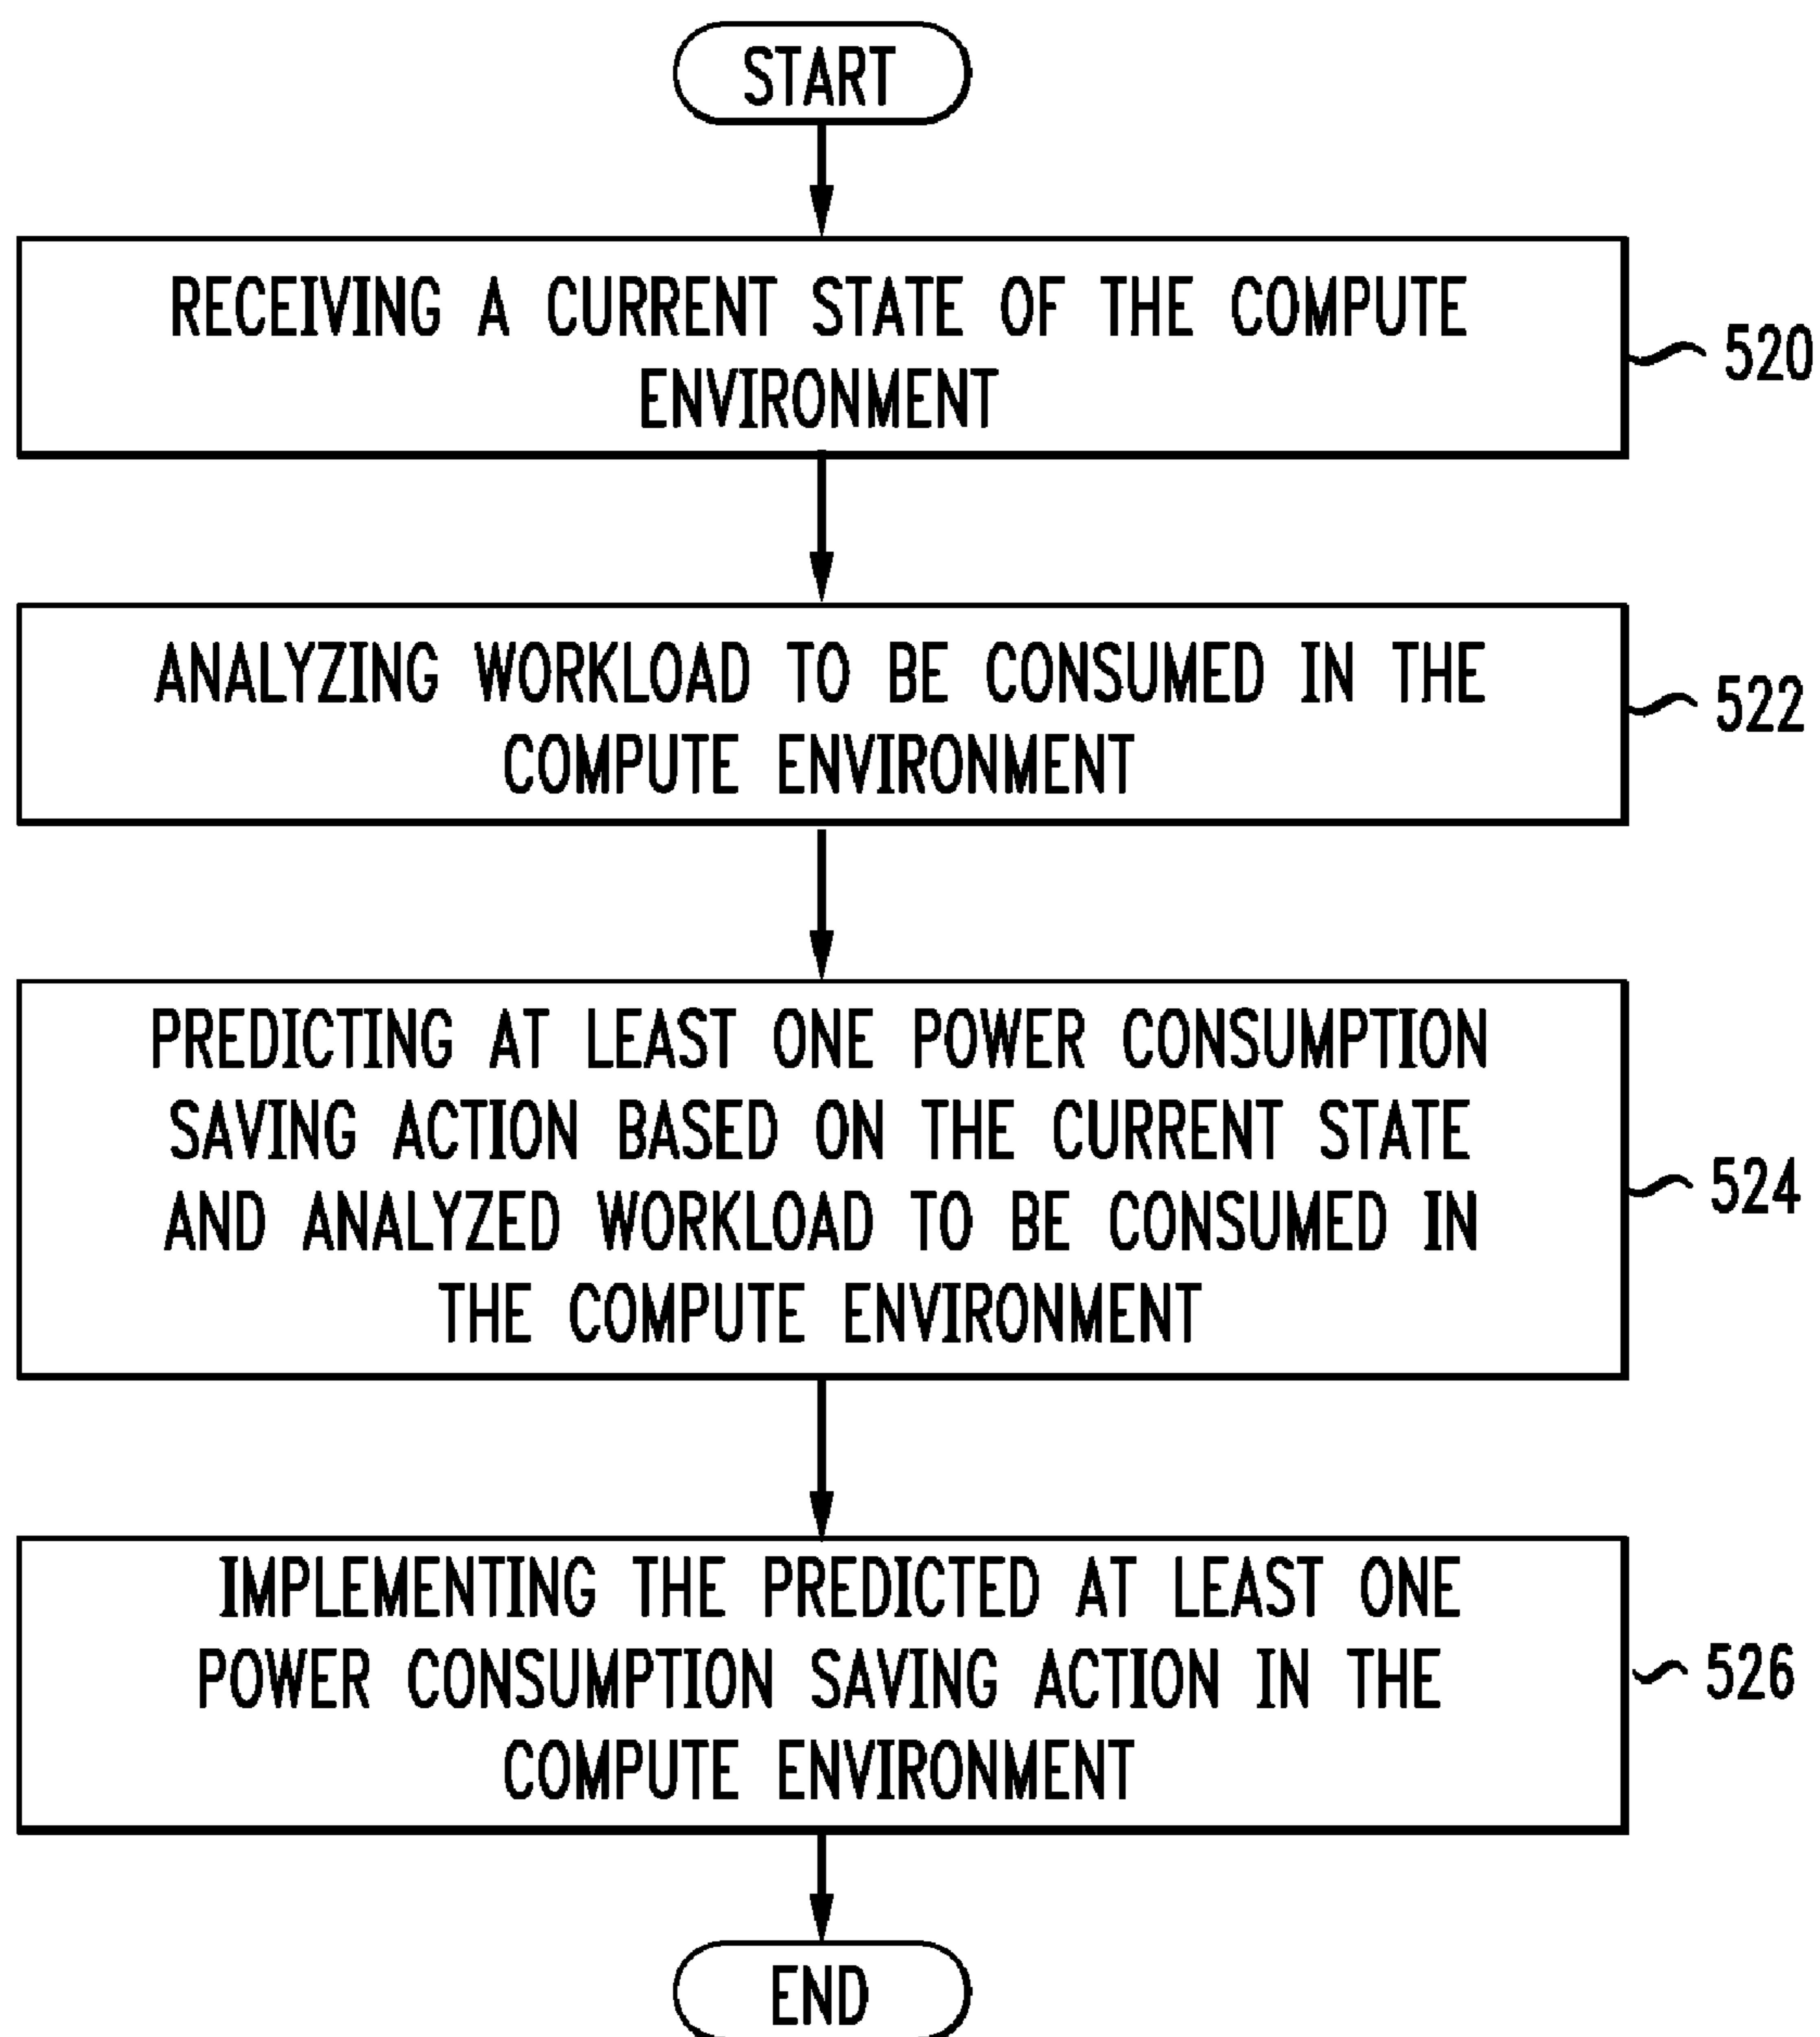 START
RECEIVING A CURRENT STATE OF THE COMPUTE
ENVIRONMENT
520
ANALYZING WORKLOAD TO BE CONSUMED IN THE
COMPUTE ENVIRONMENT
522
PREDICTING AT LEAST ONE POWER CONSUMPTION
SAVING ACTION BASED ON THE CURRENT STATE
AND ANALYZED WORKLOAD TO BE CONSUMED IN
THE COMPUTE ENVIRONMENT
524
IMPLEMENTING THE PREDICTED AT LEAST ONE
POWER CONSUMPTION SAVING ACTION IN THE
COMPUTE ENVIRONMENT
526
END